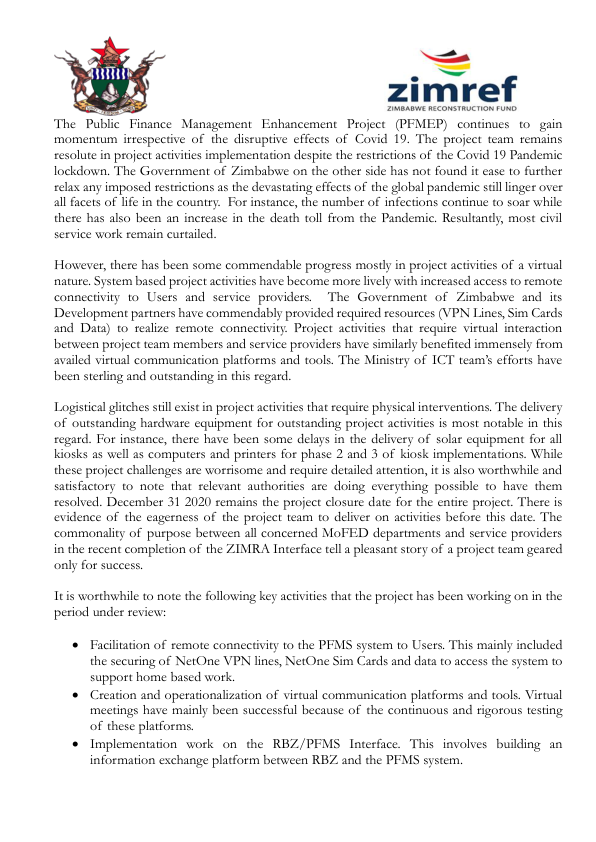 zimref
ZIMBABWE RECONSTRUCTION FUND
The Public Finance Management Enhancement Project (PFMEP) continues to gain
momentum irrespective of the disruptive effects of Covid 19. The project team remains
resolute in project activities implementation despite the restrictions of the Covid 19 Pandemic
lockdown. The Government of Zimbabwe on the other side has not found it ease to further
relax any imposed restrictions as the devastating effects of the global pandemic still linger over
all facets of life in the country. For instance, the number of infections continue to soar while
there has also been an increase in the death toll from the Pandemic. Resultantly, most civil
service work remain curtailed.
However, there has been some commendable progress mostly in project activities of a virtual
nature. System based project activities have become more lively with increased access to remote
connectivity to Users and service providers. The Government of Zimbabwe and its
Development partners have commendably provided required resources (VPN Lines, Sim Cards
and Data) to realize remote connectivity. Project activities that require virtual interaction
between project team members and service providers have similarly benefited immensely from
availed virtual communication platforms and tools. The Ministry of ICT team's efforts have
been sterling and outstanding in this regard.
Logistical glitches still exist in project activities that require physical interventions. The delivery
of outstanding hardware equipment for outstanding project activities is most notable in this
regard. For instance, there have been some delays in the delivery of solar equipment for all
kiosks as well as computers and printers for phase 2 and 3 of kiosk implementations. While
these project challenges are worrisome and require detailed attention, it is also worthwhile and
satisfactory to note that relevant authorities are doing everything possible to have them
resolved. December 31 2020 remains the project closure date for the entire project. There is
evidence of the eagerness of the project team to deliver on activities before this date. The
commonality of purpose between all concerned MoFED departments and service providers
in the recent completion of the ZIMRA Interface tell a pleasant story of a project team geared
only for success.
It is worthwhile to note the following key activities that the project has been working on in the
period under review:
• Facilitation of remote connectivity to the PFMS system to Users. This mainly included
the securing of NetOne VPN lines, NetOne Sim Cards and data to access the system to
support home based work.
• Creation and operationalization of virtual communication platforms and tools. Virtual
meetings have mainly been successful because of the continuous and rigorous testing
of these platforms.
• Implementation work on the RBZ/PFMS Interface. This involves building an
information exchange platform between RBZ and the PFMS system.